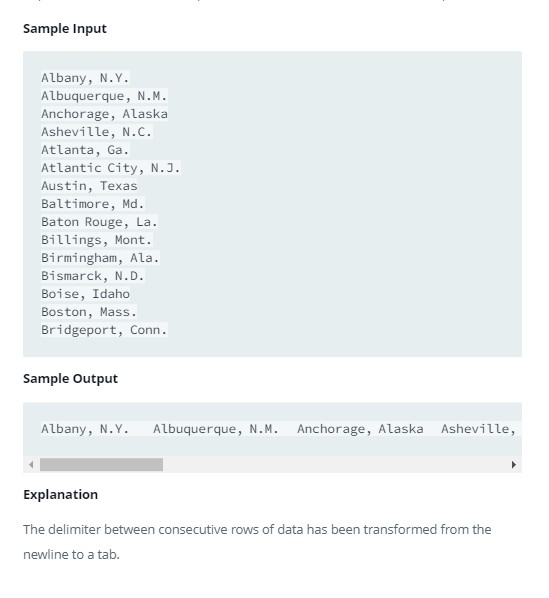 Sample Input
Albany, N.Y.
Albuquerque, N.M.
Anchorage, Alaska
Asheville, N.C.
Atlanta, Ga.
Atlantic City, N.J.
Austin, Texas
Baltimore, Md.
Baton Rouge, La.
Billings, Mont.
Birmingham, Ala.
Bismarck, N.D.
Boise, Idaho
Boston, Mass.
Bridgeport, Conn.
Sample Output
Albany, N.Y.   Albuquerque, N.M.  Anchorage, Alaska  Asheville,
Explanation
The delimiter between consecutive rows of data has been transformed from the
newline to a tab.